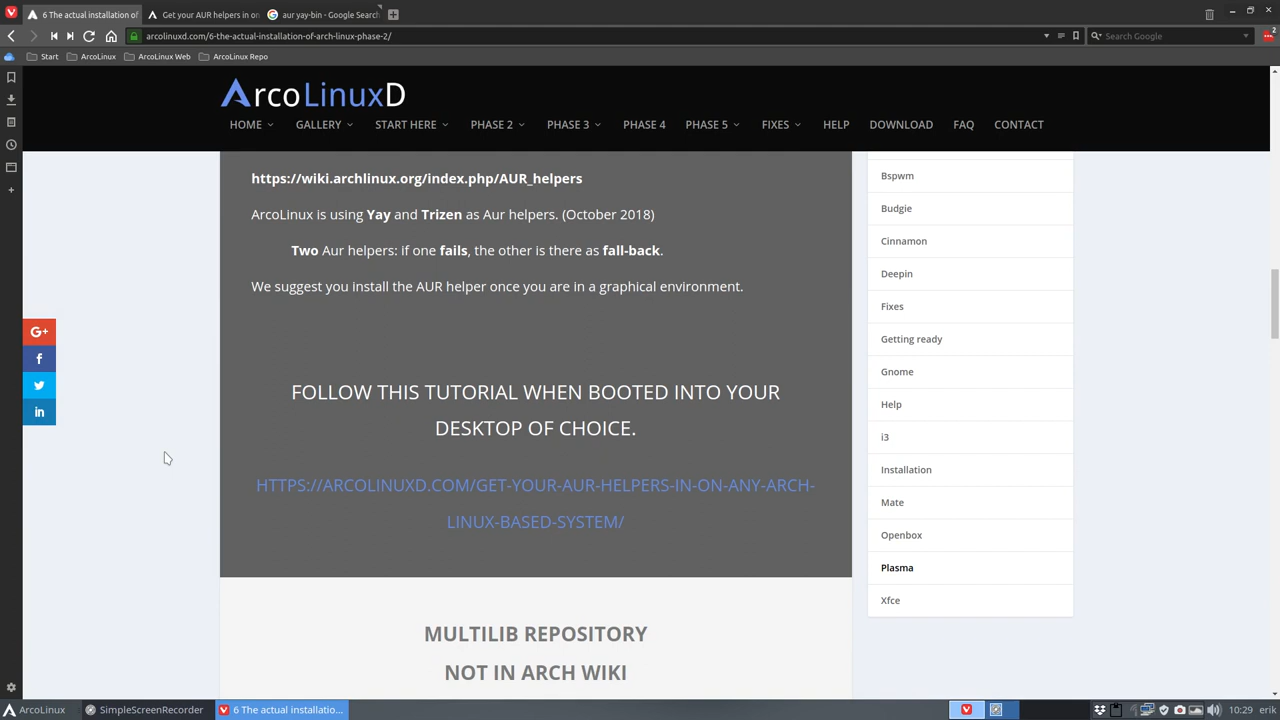 6 The actual installation of
Get your AUR helpers in on
aur yay-bin - Google Search
arcolinuxd.com/6-the-actual-installation-of-arch-linux-phase-2/
Search Google
2
Start
ArcoLinux
ArcoLinux Web
ArcoLinux Repo
ArcoLinuxD
HOME
GALLERY
START HERE
PHASE 2
PHASE 3
PHASE 4
PHASE 5
FIXES
HELP
DOWNLOAD
FAQ
CONTACT
https://wiki.archlinux.org/index.php/AUR_helpers
ArcoLinux is using Yay and Trizen as Aur helpers. (October 2018)
Two Aur helpers: if one fails, the other is there as fall-back.
We suggest you install the AUR helper once you are in a graphical environment.
FOLLOW THIS TUTORIAL WHEN BOOTED INTO YOUR
DESKTOP OF CHOICE.
HTTPS://ARCOLINUXD.COM/GET-YOUR-AUR-HELPERS-IN-ON-ANY-ARCH-
LINUX-BASED-SYSTEM/
MULTILIB REPOSITORY
NOT IN ARCH WIKI
Bspwm
Budgie
Cinnamon
Deepin
Fixes
Getting ready
Gnome
Help
i3
Installation
Mate
Openbox
Plasma
Xfce
G+
f
in
ArcoLinux
SimpleScreenRecorder
6 The actual installatio...
10:29
erik